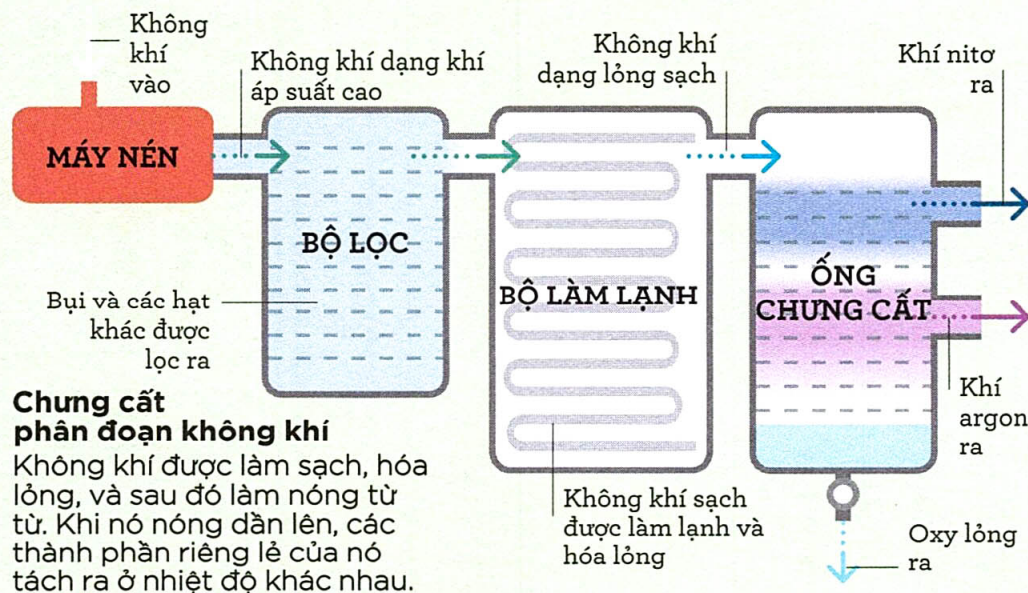 Không
khí
vào
Không khí dạng khí
áp suất cao
Không khí
dạng lỏng sạch
Khí nitơ
ra
MÁY NÉN
BỘ LỌC
BỘ LÀM LẠNH
ỐNG
CHƯNG CẤT
Bụi và các hạt
khác được
lọc ra
Khí
argon
ra
Chưng cất
phân đoạn không khí
Không khí được làm sạch, hóa
lỏng, và sau đó làm nóng từ
từ. Khi nó nóng dần lên, các
thành phần riêng lẻ của nó
tách ra ở nhiệt độ khác nhau.
Không khí sạch
được làm lạnh và
hóa lỏng
Oxy lỏng
ra